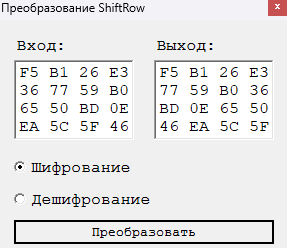 Преобразование ShiftRow
x
Вход: Выход:
F5 B1 26 E3 F5 B1 26 E3
36 77 59 B0 77 59 B0 36
65 50 BD 0E BD 0E 65 50
EA 5C 5F 46 46 EA 5C 5F
Шифрование
Дешифрование
Преобразовать